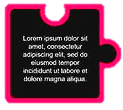 Lorem ipsum dolor sit
amet, consectetur
adipiscing elit, sed do
eiusmod tempor
incididunt ut labore et
dolore magna aliqua.